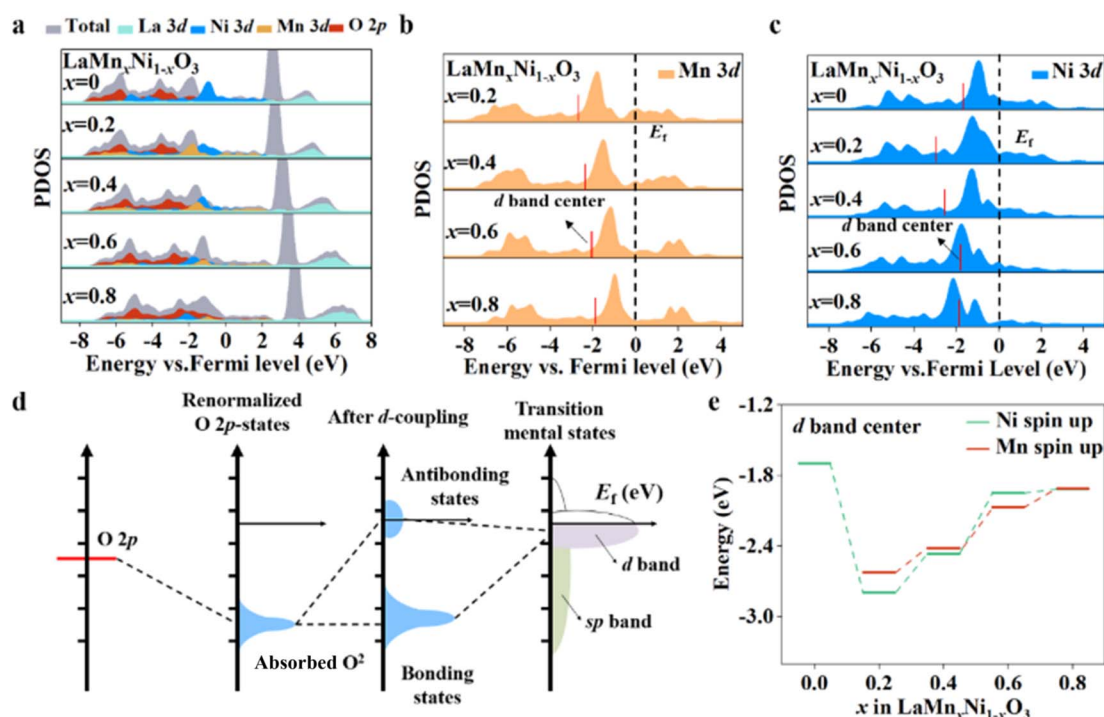 a
Total La 3d Ni 3d Mn 3d O 2p
LaMnxNi1-xO3
x=0
x=0.2
x=0.4
x=0.6
x=0.8
PDOS
-8 -6 -4 -2 0 2 4 6 8
Energy vs.Fermi level (eV)
b
LaMnxNi1-xO3
Mn 3d
x=0.2
Ef
x=0.4
d band center
x=0.6
x=0.8
PDOS
-8 -6 -4 -2 0 2 4
Energy vs. Fermi level (eV)
c
LaMnxNi1-xO3
Ni 3d
x=0
x=0.2
Ef
x=0.4
d band center
x=0.6
x=0.8
PDOS
-8 -6 -4 -2 0 2 4
Energy vs.Fermi Level (eV)
d
Renormalized
O 2p-states
After d-coupling
Transition
mental states
Antibonding
states
Ef (eV)
O 2p
d band
sp band
Absorbed O2
Bonding
states
e
d band center
Ni spin up
Mn spin up
-1.2
-1.8
-2.4
-3.0
Energy (eV)
0.0 0.2 0.4 0.6 0.8
x in LaMnxNi1-xO3